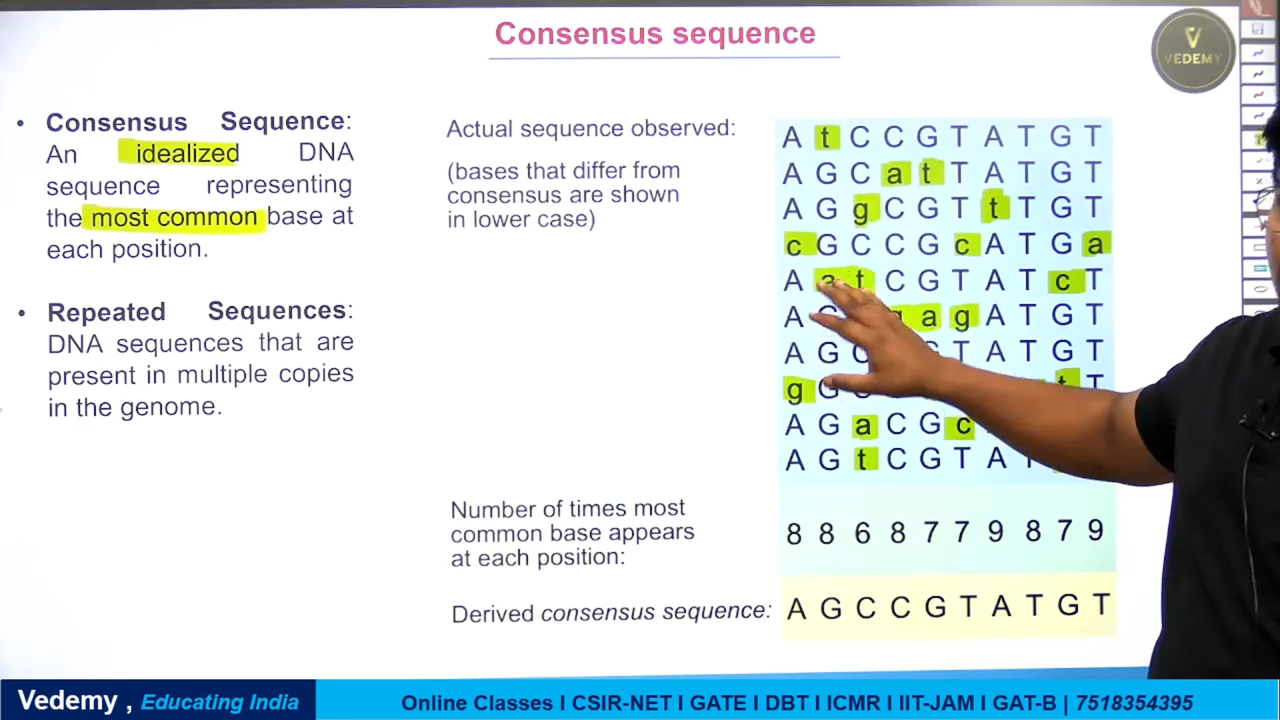 Consensus sequence
VEDEMY
• Consensus Sequence:
An idealized DNA
sequence representing
the most common base at
each position.
• Repeated Sequences:
DNA sequences that are
present in multiple copies
in the genome.
Actual sequence observed:
(bases that differ from
consensus are shown
in lower case)
A t C C G T A T G T
A G C a t T A T G T
A G g C G T t T G T
c G C C G c A T G a
A a t C G T A T c T
A g a g A T G T
A G T A T G T
g G t T
A G a C G c
A G t C G T A
Number of times most
common base appears
at each position:
8 8 6 8 7 7 9 8 7 9
Derived consensus sequence:
A G C C G T A T G T
Vedemy , Educating India
Online Classes I CSIR-NET I GATE I DBT I ICMR I IIT-JAM I GAT-B | 7518354395